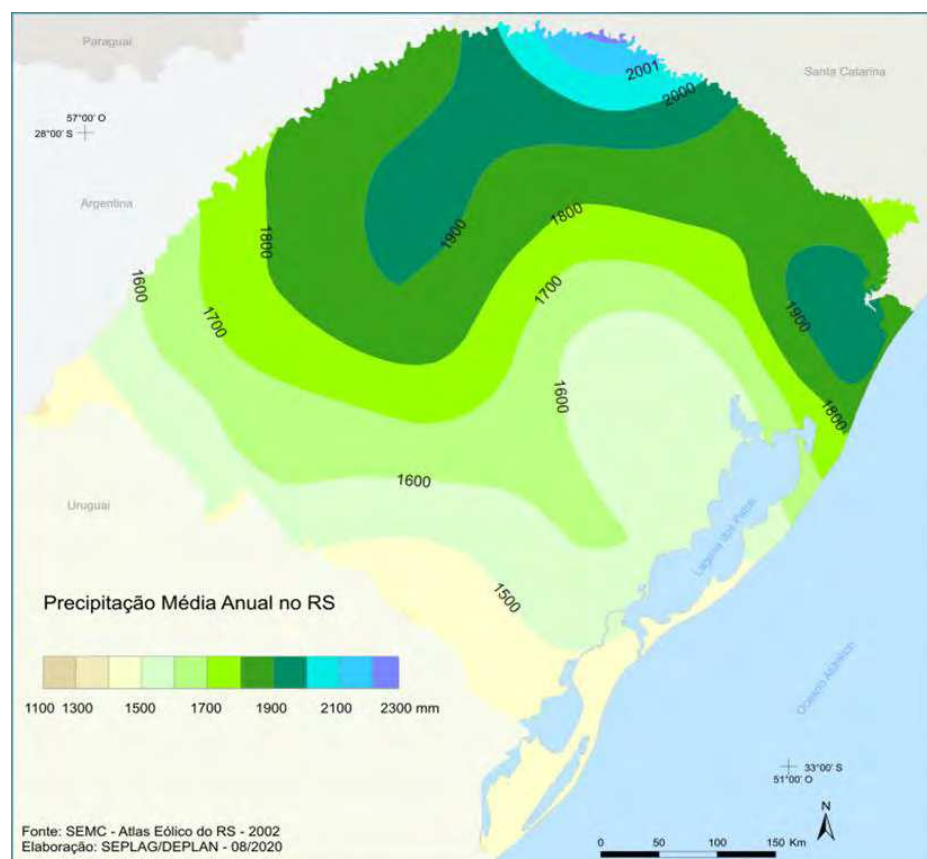 Paraguai
Santa Catarina
57°00' O
28°00' S
Argentina
2001
2000
1900
1800
1800
1600
1700
1700
1900
1600
1800
1600
Uruguai
Laguna dos Patos
1500
Precipitação Média Anual no RS
1100 1300 1500 1700 1900 2100 2300 mm
Oceano Atlântico
33°00' S
51°00' O
N
Fonte: SEMC - Atlas Eólico do RS - 2002
Elaboração: SEPLAG/DEPLAN - 08/2020
0 50 100 150 Km